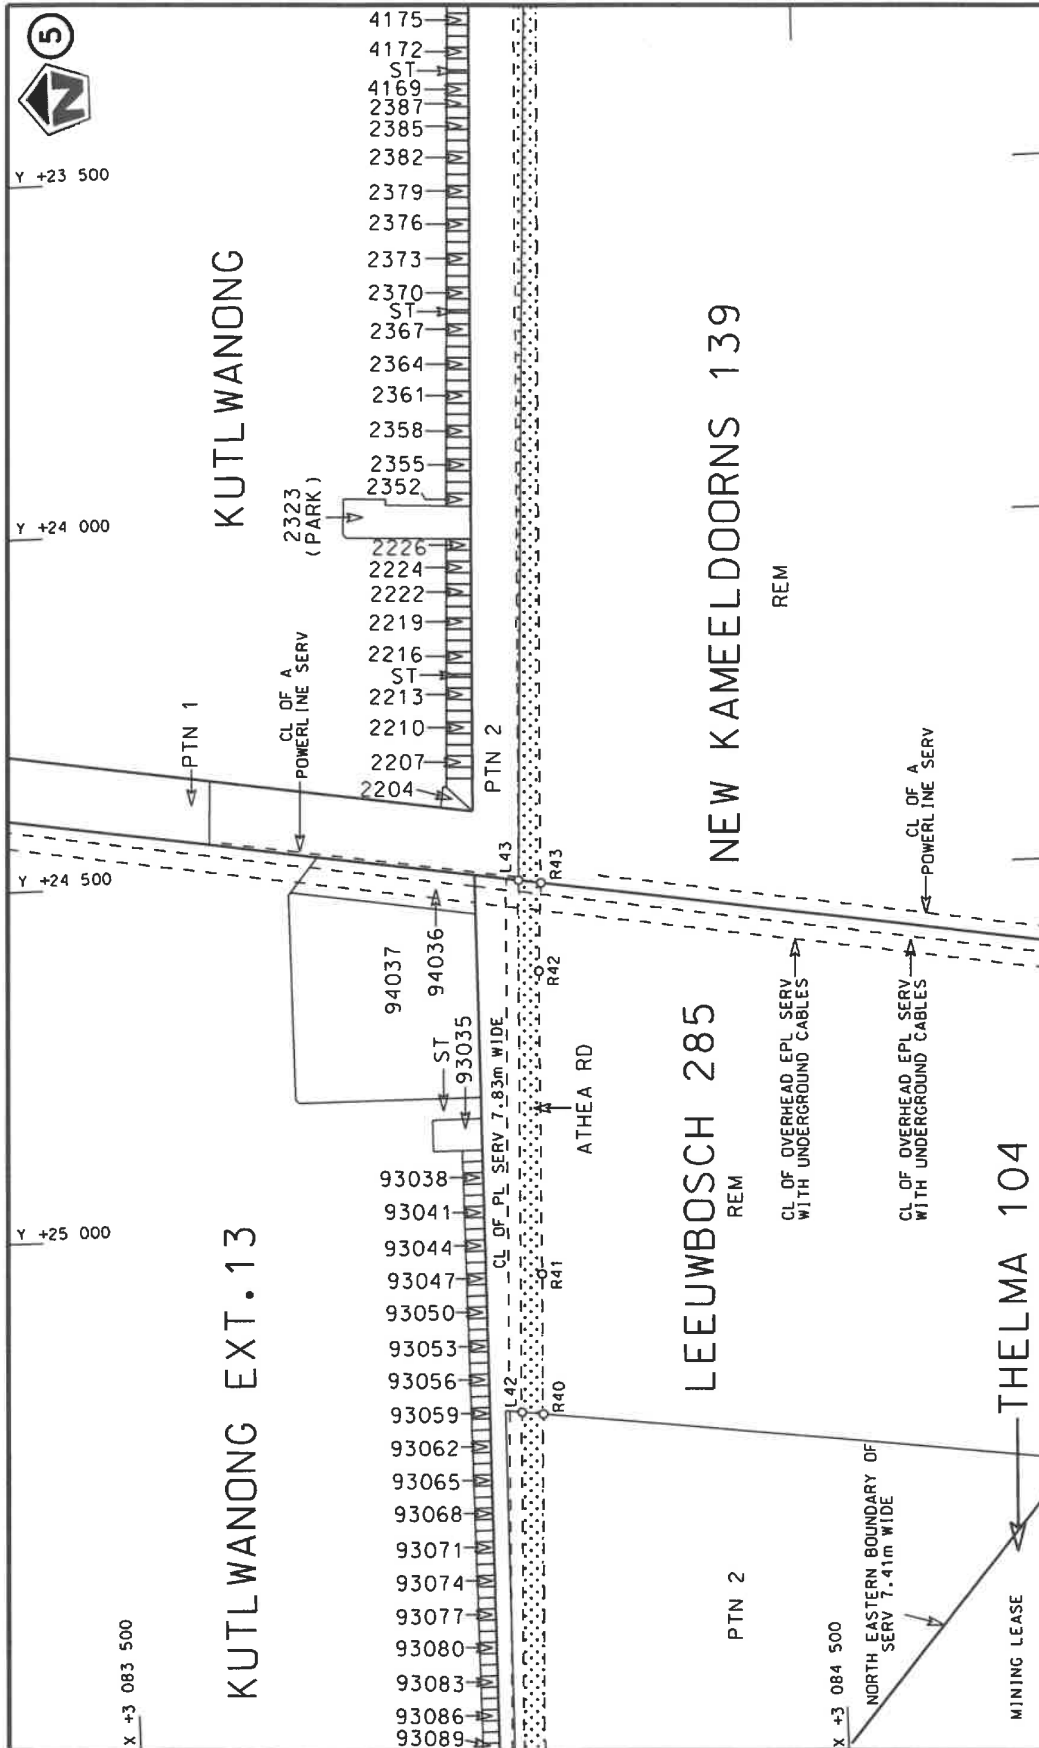 5
N
4175
4172
ST
4169
2387
2385
2382
2379
2376
2373
2370
ST
2367
2364
2361
2358
2355
2352
2323
(PARK)
2226
2224
2222
2219
2216
ST
2213
2210
2207
2204
Y +23 500
KUTLWANONG
Y +24 000
PTN 1
CL OF A
POWERLINE SERV
PTN 2
NEW KAMEELDOORNS 139
REM
CL OF A
POWERLINE SERV
Y +24 500
L43
R43
R42
94037
94036
ST
93035
CL OF PL SERV 7.83m WIDE
ATHEA RD
LEEUWBOSCH 285
REM
CL OF OVERHEAD EPL SERV
WITH UNDERGROUND CABLES
CL OF OVERHEAD EPL SERV
WITH UNDERGROUND CABLES
THELMA 104
Y +25 000
KUTLWANONG EXT.13
93038
93041
93044
93047
93050
93053
93056
93059
93062
93065
93068
93071
93074
93077
93080
93083
93086
93089
R41
L42
R40
PTN 2
NORTH EASTERN BOUNDARY OF
SERV 7.41m WIDE
MINING LEASE
X +3 083 500
X +3 084 500